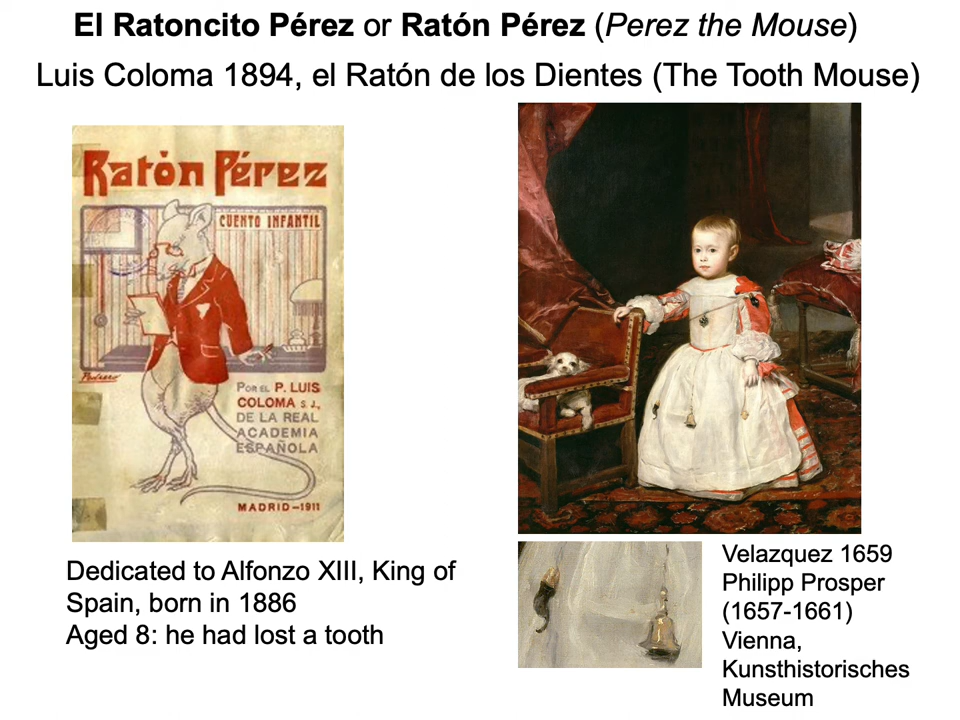 El Ratoncito Pérez or Ratón Pérez (Perez the Mouse)
Luis Coloma 1894, el Ratón de los Dientes (The Tooth Mouse)
Ratón Pérez
CUENTO INFANTIL
Pedrero
POR EL P. LUIS
COLOMA S. J.,
DE LA REAL
ACADEMIA
ESPAÑOLA
MADRID–1911
Dedicated to Alfonzo XIII, King of
Spain, born in 1886
Aged 8: he had lost a tooth
Velazquez 1659
Philipp Prosper
(1657-1661)
Vienna,
Kunsthistorisches
Museum